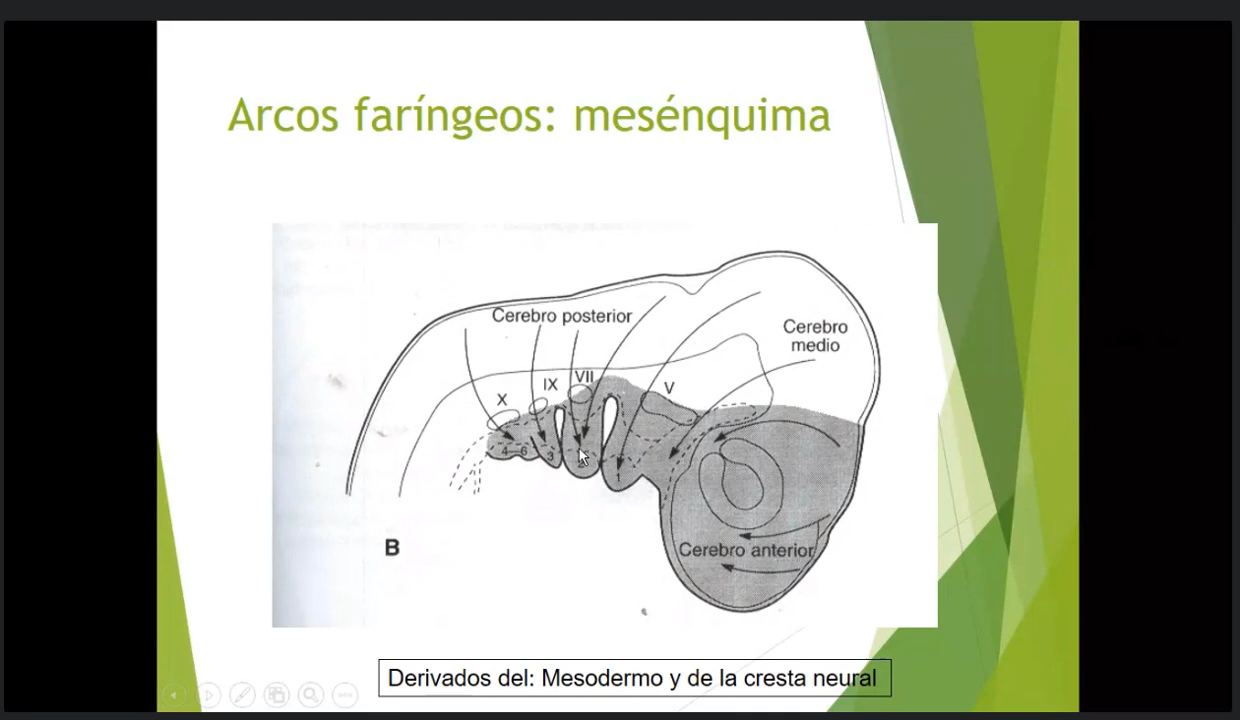 Arcos faríngeos: mesénquima
Cerebro posterior
Cerebro
medio
VII
IX
V
X
4–6
3
1
B
Cerebro anterior
Derivados del: Mesodermo y de la cresta neural